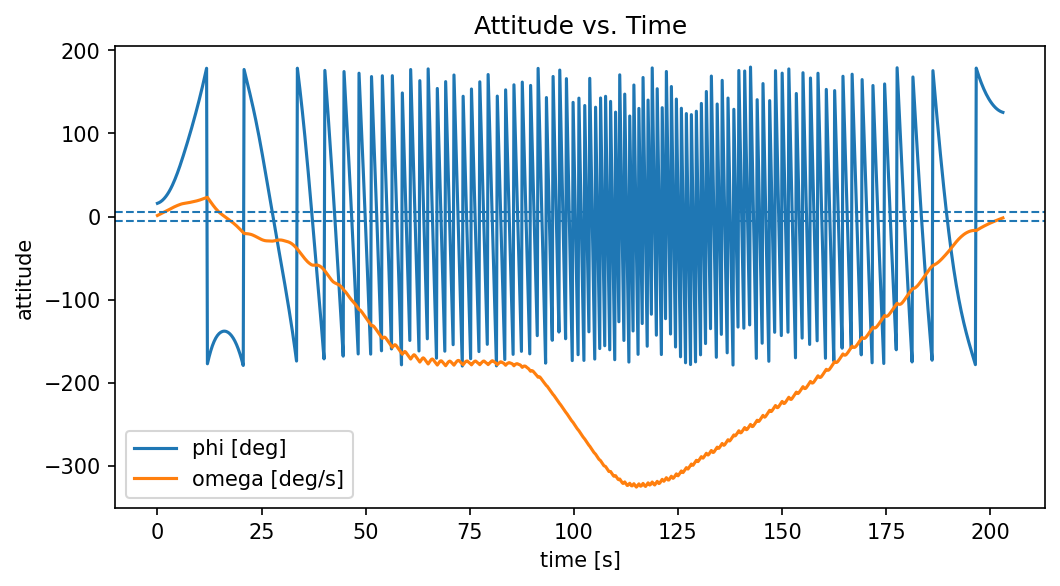 Attitude vs. Time
200
100
0
−100
−200
−300
attitude
phi [deg]
omega [deg/s]
0 25 50 75 100 125 150 175 200
time [s]